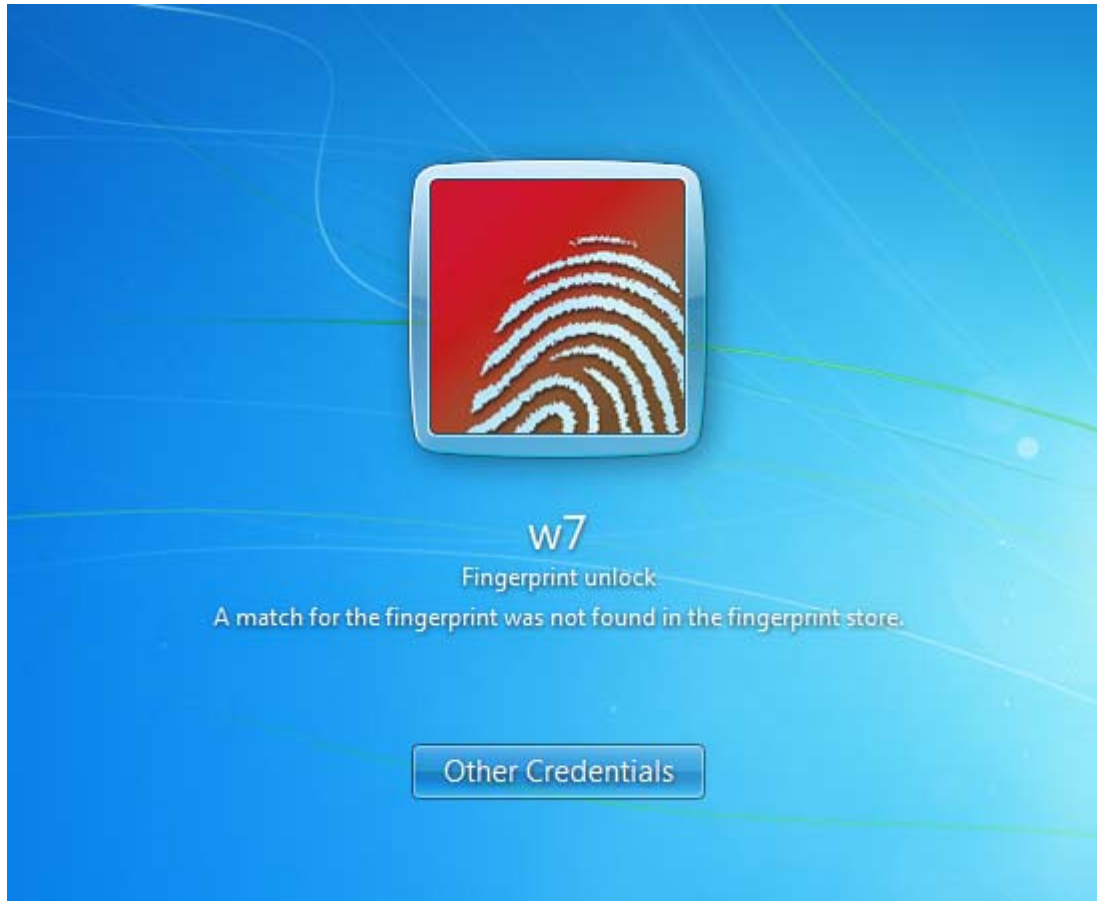 w7
Fingerprint unlock
A match for the fingerprint was not found in the fingerprint store.
Other Credentials